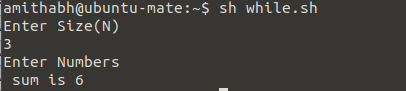 amithabh@ubuntu-mate:~$ sh while.sh
Enter Size(N)
3
Enter Numbers
 sum is 6